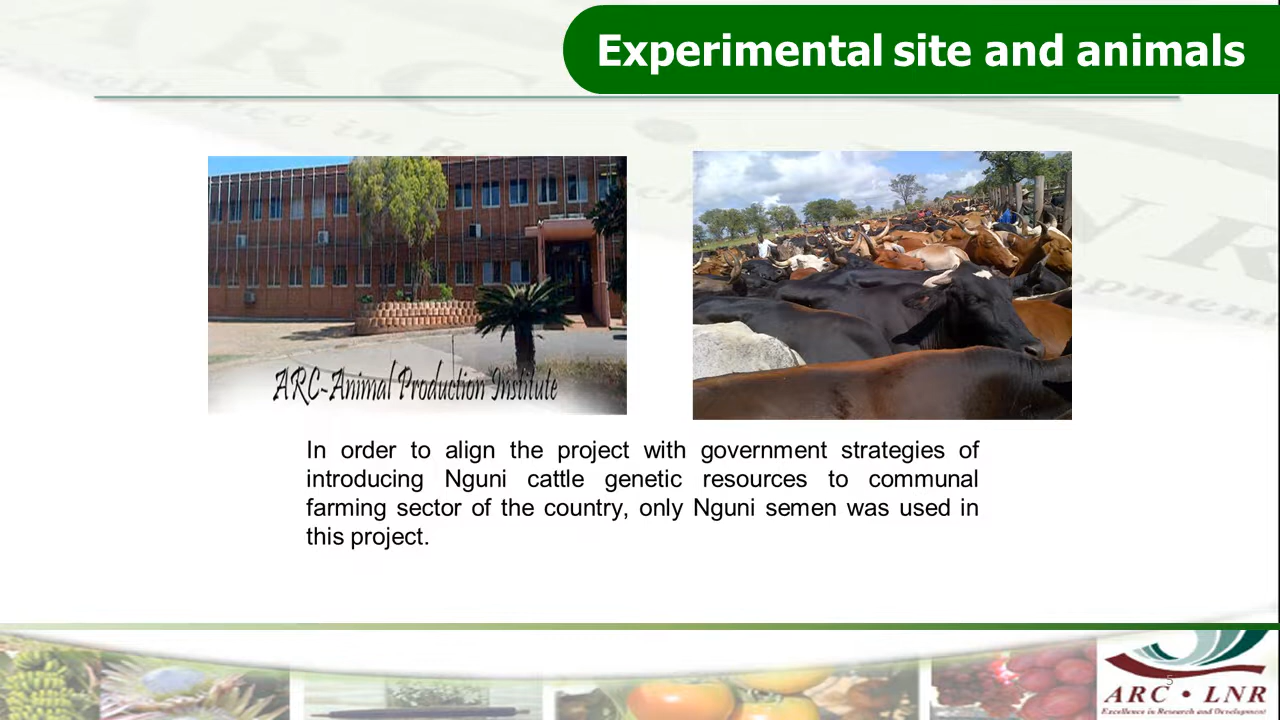 Experimental site and animals
ARC-Animal Production Institute
In order to align the project with government strategies of
introducing Nguni cattle genetic resources to communal
farming sector of the country, only Nguni semen was used in
this project.
5
ARC • LNR
Excellence in Research and Development